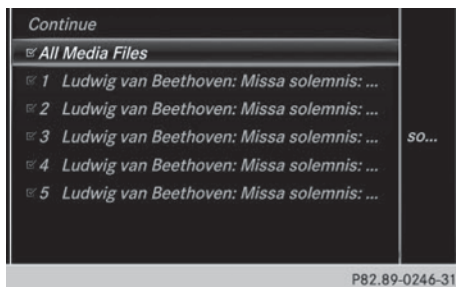 Continue
All Media Files
1 Ludwig van Beethoven: Missa solemnis: ...
2 Ludwig van Beethoven: Missa solemnis: ...
3 Ludwig van Beethoven: Missa solemnis: ... so...
4 Ludwig van Beethoven: Missa solemnis: ...
5 Ludwig van Beethoven: Missa solemnis: ...
P82.89-0246-31